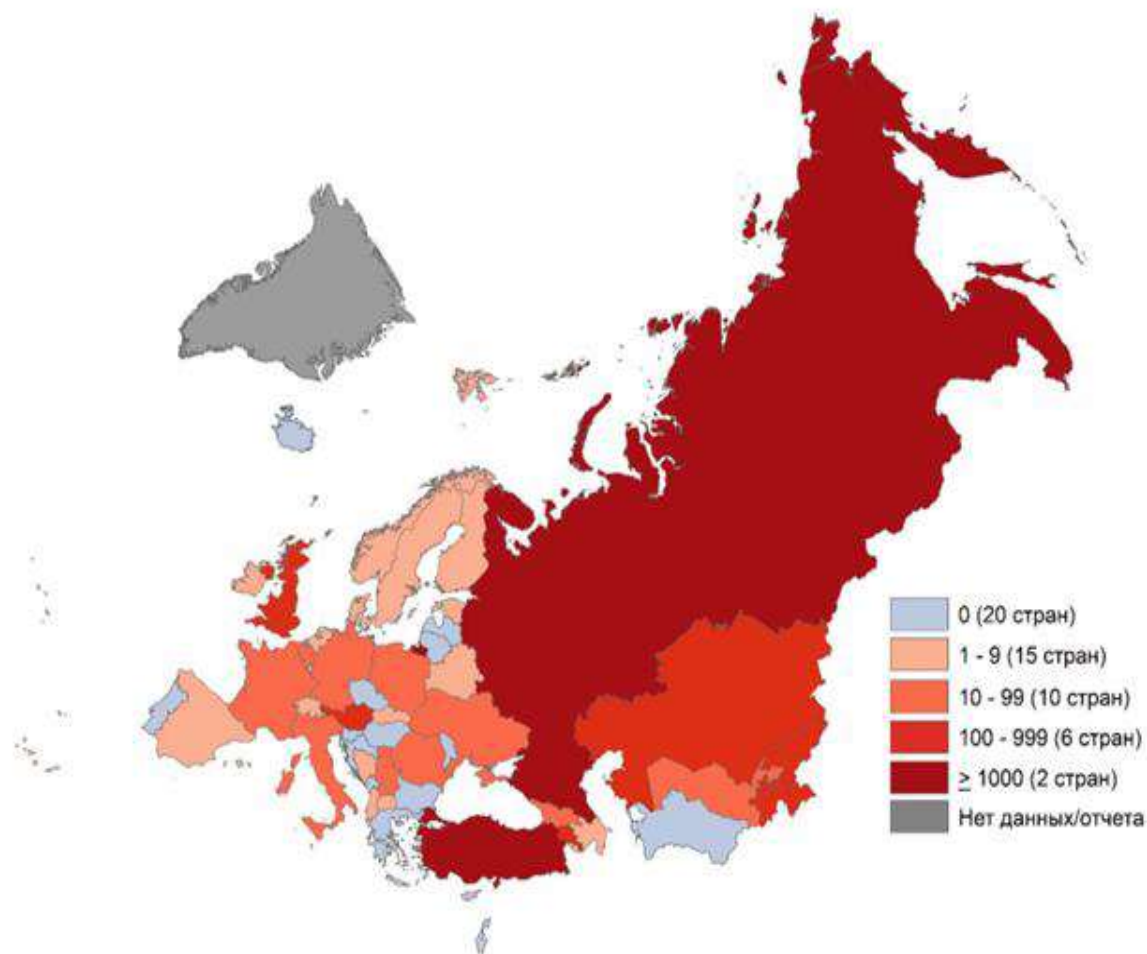 0 (20 стран)
1 - 9 (15 стран)
10 - 99 (10 стран)
100 - 999 (6 стран)
≥ 1000 (2 стран)
Нет данных/отчета